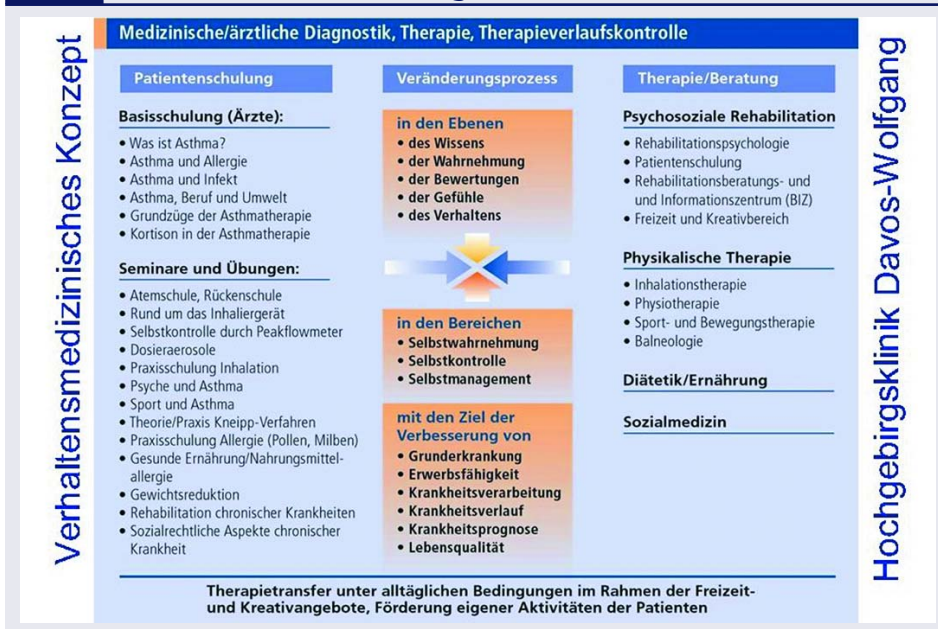 Verhaltensmedizinisches Konzept
Medizinische/ärztliche Diagnostik, Therapie, Therapieverlaufskontrolle
Patientenschulung
Basisschulung (Ärzte):
• Was ist Asthma?
• Asthma und Allergie
• Asthma und Infekt
• Asthma, Beruf und Umwelt
• Grundzüge der Asthmatherapie
• Kortison in der Asthmatherapie
Seminare und Übungen:
• Atemschule, Rückenschule
• Rund um das Inhaliergerät
• Selbstkontrolle durch Peakflowmeter
• Dosieraerosole
• Praxisschulung Inhalation
• Psyche und Asthma
• Sport und Asthma
• Theorie/Praxis Kneipp-Verfahren
• Praxisschulung Allergie (Pollen, Milben)
• Gesunde Ernährung/Nahrungsmittel-
allergie
• Gewichtsreduktion
• Rehabilitation chronischer Krankheiten
• Sozialrechtliche Aspekte chronischer
Krankheit
Veränderungsprozess
in den Ebenen
• des Wissens
• der Wahrnehmung
• der Bewertungen
• der Gefühle
• des Verhaltens
in den Bereichen
• Selbstwahrnehmung
• Selbstkontrolle
• Selbstmanagement
mit den Ziel der
Verbesserung von
• Grunderkrankung
• Erwerbsfähigkeit
• Krankheitsverarbeitung
• Krankheitsverlauf
• Krankheitsprognose
• Lebensqualität
Therapie/Beratung
Psychosoziale Rehabilitation
• Rehabilitationspsychologie
• Patientenschulung
• Rehabilitationsberatungs- und
und Informationszentrum (BIZ)
• Freizeit und Kreativbereich
Physikalische Therapie
• Inhalationstherapie
• Physiotherapie
• Sport- und Bewegungstherapie
• Balneologie
Diätetik/Ernährung
Sozialmedizin
Therapietransfer unter alltäglichen Bedingungen im Rahmen der Freizeit-
und Kreativangebote, Förderung eigener Aktivitäten der Patienten
Hochgebirgsklinik Davos-Wolfgang